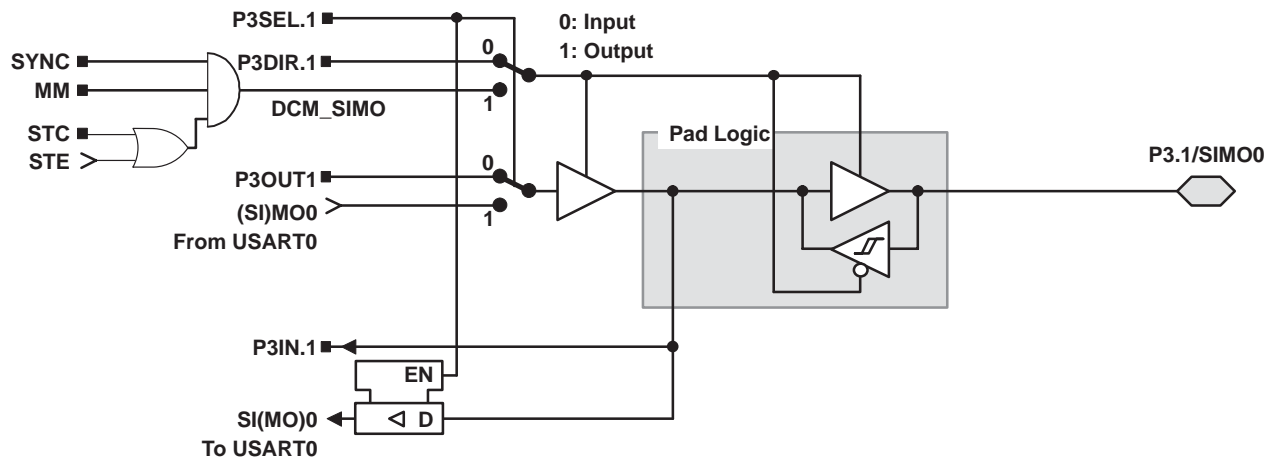 P3SEL.1
0: Input
1: Output
SYNC
P3DIR.1
0
MM
1
DCM_SIMO
STC
STE
Pad Logic
P3.1/SIMO0
P3OUT1
0
(SI)MO0
1
From USART0
P3IN.1
EN
SI(MO)0
D
To USART0